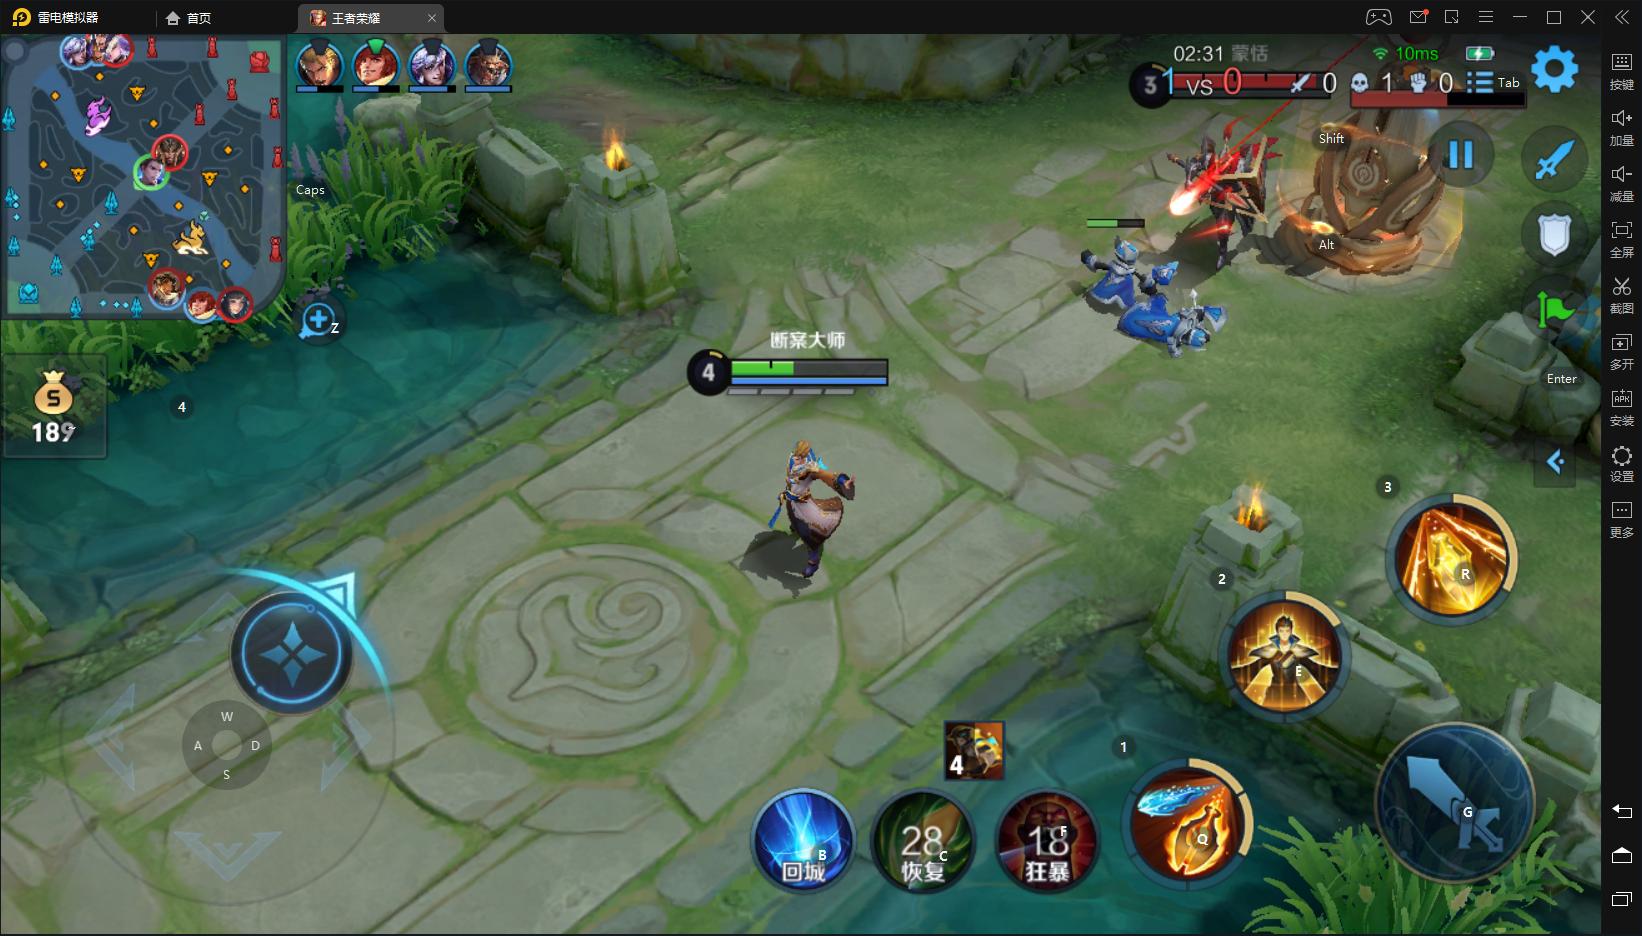 雷电模拟器
首页
王者荣耀
02:31 蒙恬
10ms
3
1 VS 0
0
1
0
Tab
Shift
Caps
Alt
Z
Enter
断案大师
4
4
3
R
2
E
W
A
D
S
4
1
B
回城
28
C
恢复
18
F
狂暴
Q
G
按键
加量
减量
全屏
截图
多开
APK
安装
设置
更多